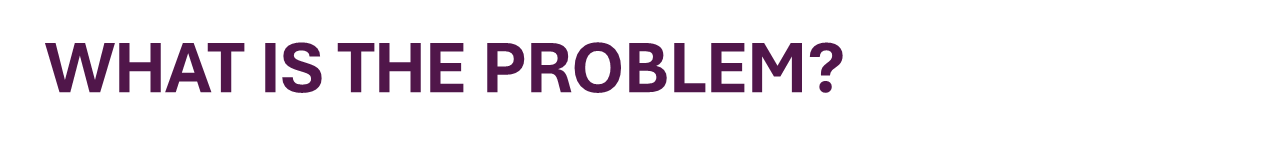 WHAT IS THE PROBLEM?